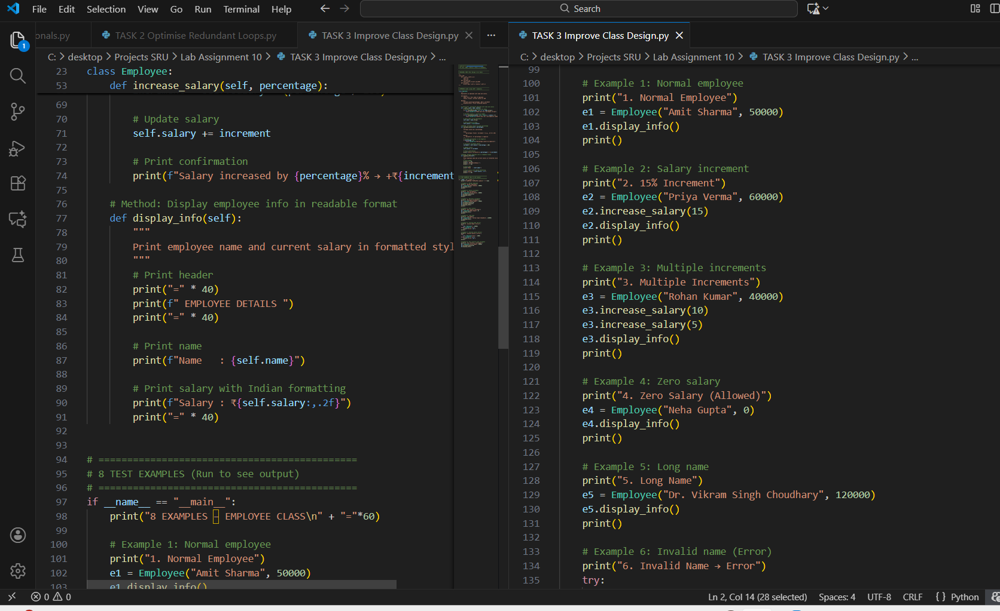 File Edit Selection View Go Run Terminal Help
Search
onals.py
TASK 2 Optimise Redundant Loops.py
TASK 3 Improve Class Design.py
...
TASK 3 Improve Class Design.py
1
C: > desktop > Projects SRU > Lab Assignment 10 > TASK 3 Improve Class Design.py > ...
23 class Employee:
53 def increase_salary(self, percentage):
69
70 # Update salary
71 self.salary += increment
72
73 # Print confirmation
74 print(f"Salary increased by {percentage}% → +₹{increment
75
76 # Method: Display employee info in readable format
77 def display_info(self):
78 """
79 Print employee name and current salary in formatted styl
80 """
81 # Print header
82 print("=" * 40)
83 print(f" EMPLOYEE DETAILS ")
84 print("=" * 40)
85
86 # Print name
87 print(f"Name   : {self.name}")
88
89 # Print salary with Indian formatting
90 print(f"Salary : ₹{self.salary:,.2f}")
91 print("=" * 40)
92
93
94 # =============================================
95 # 8 TEST EXAMPLES (Run to see output)
96 # =============================================
97 if __name__ == "__main__":
98 print("8 EXAMPLES – EMPLOYEE CLASS\n" + "="*60)
99
100 # Example 1: Normal employee
101 print("1. Normal Employee")
102 e1 = Employee("Amit Sharma", 50000)
103 e1.display_info()
C: > desktop > Projects SRU > Lab Assignment 10 > TASK 3 Improve Class Design.py > ...
99
100 # Example 1: Normal employee
101 print("1. Normal Employee")
102 e1 = Employee("Amit Sharma", 50000)
103 e1.display_info()
104 print()
105
106 # Example 2: Salary increment
107 print("2. 15% Increment")
108 e2 = Employee("Priya Verma", 60000)
109 e2.increase_salary(15)
110 e2.display_info()
111 print()
112
113 # Example 3: Multiple increments
114 print("3. Multiple Increments")
115 e3 = Employee("Rohan Kumar", 40000)
116 e3.increase_salary(10)
117 e3.increase_salary(5)
118 e3.display_info()
119 print()
120
121 # Example 4: Zero salary
122 print("4. Zero Salary (Allowed)")
123 e4 = Employee("Neha Gupta", 0)
124 e4.display_info()
125 print()
126
127 # Example 5: Long name
128 print("5. Long Name")
129 e5 = Employee("Dr. Vikram Singh Choudhary", 120000)
130 e5.display_info()
131 print()
132
133 # Example 6: Invalid name (Error)
134 print("6. Invalid Name → Error")
135 try:
0 0
Ln 2, Col 14 (28 selected) Spaces: 4 UTF-8 CRLF {} Python